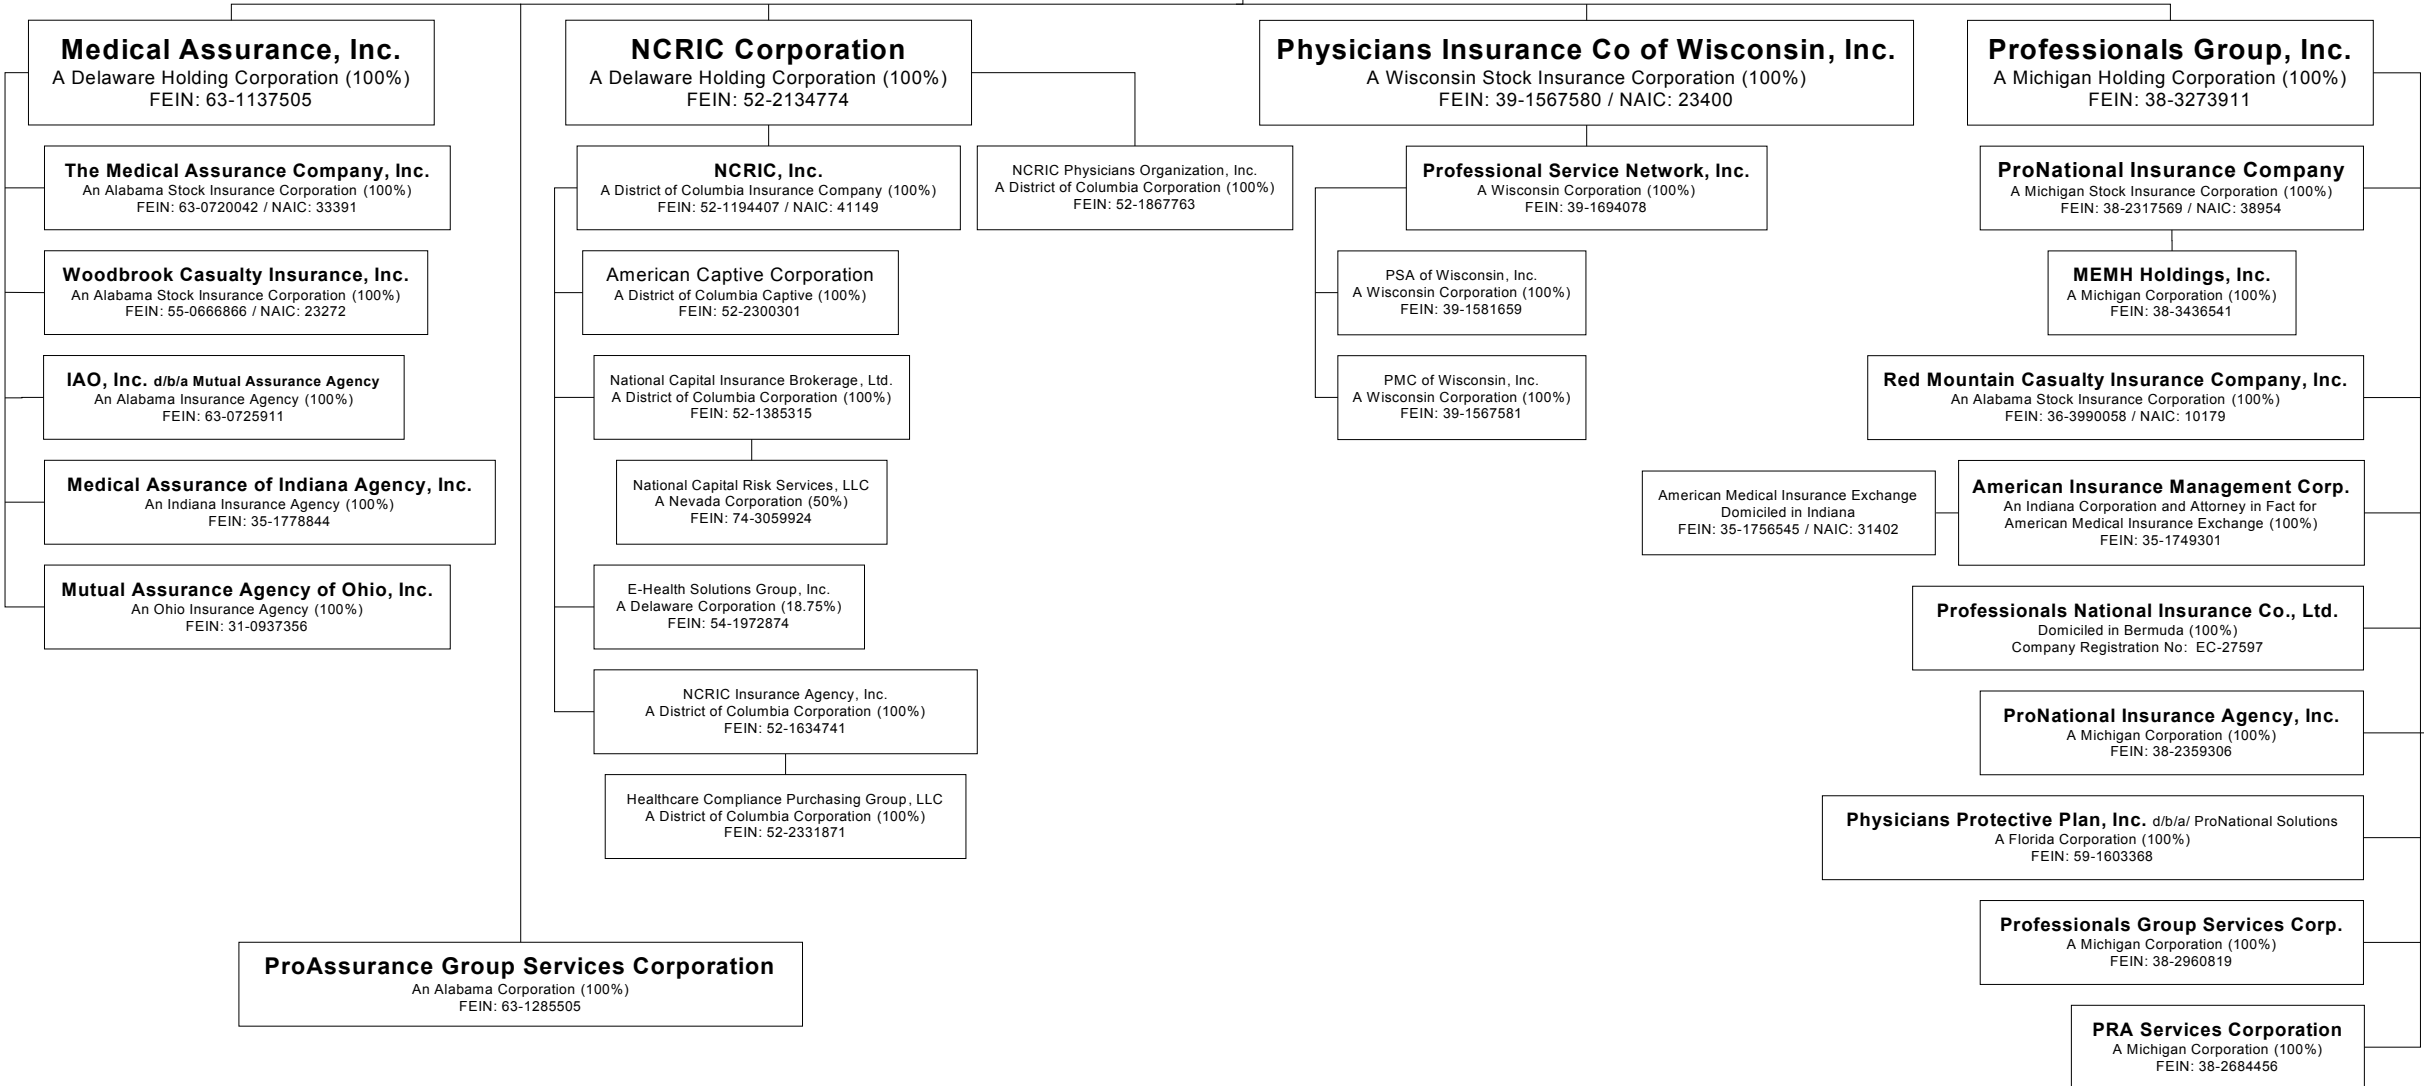 Medical Assurance, Inc.
A Delaware Holding Corporation (100%)
FEIN: 63-1137505
The Medical Assurance Company, Inc.
An Alabama Stock Insurance Corporation (100%)
FEIN: 63-0720042 / NAIC: 33391
Woodbrook Casualty Insurance, Inc.
An Alabama Stock Insurance Corporation (100%)
FEIN: 55-0666866 / NAIC: 23272
IAO, Inc. d/b/a Mutual Assurance Agency
An Alabama Insurance Agency (100%)
FEIN: 63-0725911
Medical Assurance of Indiana Agency, Inc.
An Indiana Insurance Agency (100%)
FEIN: 35-1778844
Mutual Assurance Agency of Ohio, Inc.
An Ohio Insurance Agency (100%)
FEIN: 31-0937356
ProAssurance Group Services Corporation
An Alabama Corporation (100%)
FEIN: 63-1285505
NCRIC Corporation
A Delaware Holding Corporation (100%)
FEIN: 52-2134774
NCRIC, Inc.
A District of Columbia Insurance Company (100%)
FEIN: 52-1194407 / NAIC: 41149
NCRIC Physicians Organization, Inc.
A District of Columbia Corporation (100%)
FEIN: 52-1867763
American Captive Corporation
A District of Columbia Captive (100%)
FEIN: 52-2300301
National Capital Insurance Brokerage, Ltd.
A District of Columbia Corporation (100%)
FEIN: 52-1385315
National Capital Risk Services, LLC
A Nevada Corporation (50%)
FEIN: 74-3059924
E-Health Solutions Group, Inc.
A Delaware Corporation (18.75%)
FEIN: 54-1972874
NCRIC Insurance Agency, Inc.
A District of Columbia Corporation (100%)
FEIN: 52-1634741
Healthcare Compliance Purchasing Group, LLC
A District of Columbia Corporation (100%)
FEIN: 52-2331871
Physicians Insurance Co of Wisconsin, Inc.
A Wisconsin Stock Insurance Corporation (100%)
FEIN: 39-1567580 / NAIC: 23400
Professional Service Network, Inc.
A Wisconsin Corporation (100%)
FEIN: 39-1694078
PSA of Wisconsin, Inc.
A Wisconsin Corporation (100%)
FEIN: 39-1581659
PMC of Wisconsin, Inc.
A Wisconsin Corporation (100%)
FEIN: 39-1567581
Professionals Group, Inc.
A Michigan Holding Corporation (100%)
FEIN: 38-3273911
ProNational Insurance Company
A Michigan Stock Insurance Corporation (100%)
FEIN: 38-2317569 / NAIC: 38954
MEMH Holdings, Inc.
A Michigan Corporation (100%)
FEIN: 38-3436541
Red Mountain Casualty Insurance Company, Inc.
An Alabama Stock Insurance Corporation (100%)
FEIN: 36-3990058 / NAIC: 10179
American Medical Insurance Exchange
Domiciled in Indiana
FEIN: 35-1756545 / NAIC: 31402
American Insurance Management Corp.
An Indiana Corporation and Attorney in Fact for
American Medical Insurance Exchange (100%)
FEIN: 35-1749301
Professionals National Insurance Co., Ltd.
Domiciled in Bermuda (100%)
Company Registration No: EC-27597
ProNational Insurance Agency, Inc.
A Michigan Corporation (100%)
FEIN: 38-2359306
Physicians Protective Plan, Inc. d/b/a/ ProNational Solutions
A Florida Corporation (100%)
FEIN: 59-1603368
Professionals Group Services Corp.
A Michigan Corporation (100%)
FEIN: 38-2960819
PRA Services Corporation
A Michigan Corporation (100%)
FEIN: 38-2684456